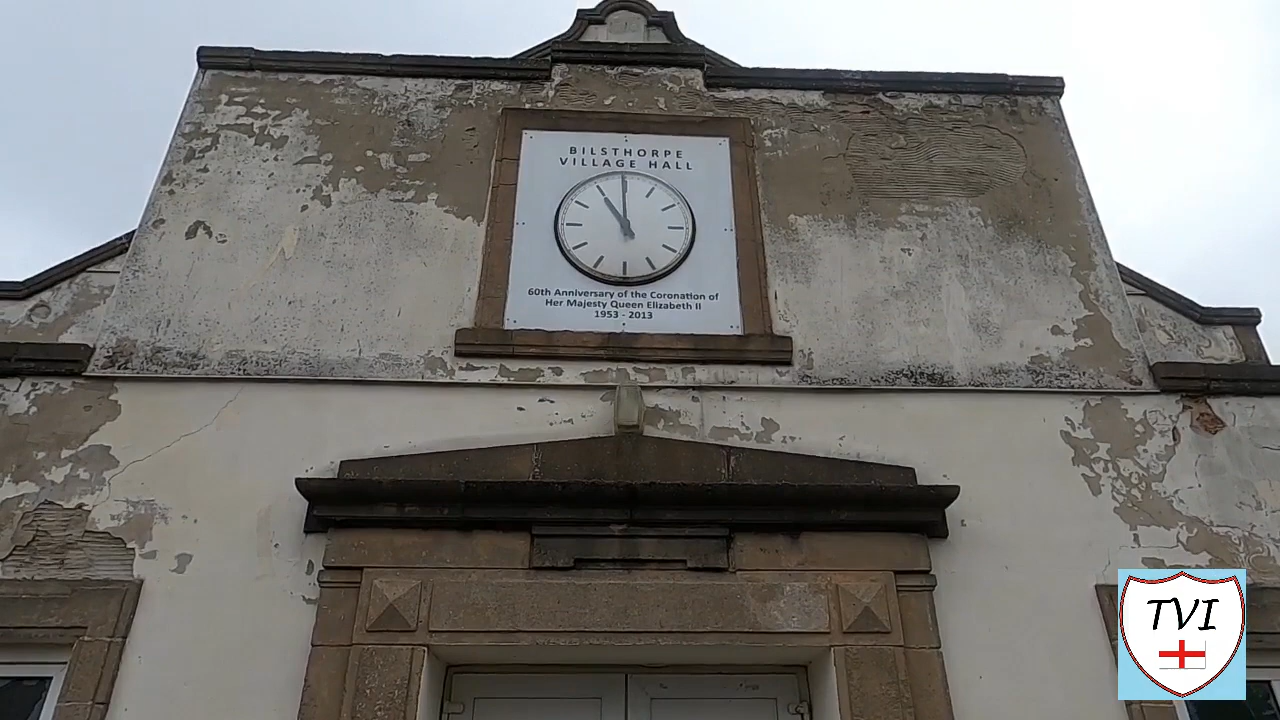 BILSTHORPE
VILLAGE HALL
60th Anniversary of the Coronation of
Her Majesty Queen Elizabeth II
1953 - 2013
TVI